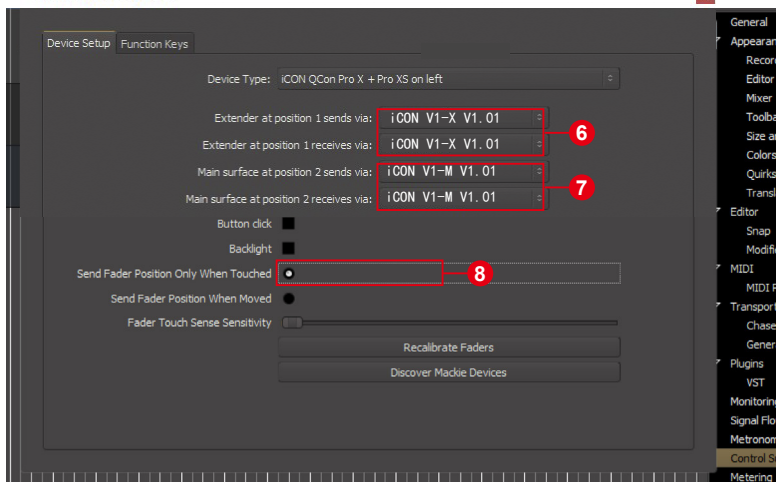 Device Setup Function Keys
Device Type: iCON QCon Pro X + Pro XS on left
Extender at position 1 sends via: iCON V1-X V1.01
Extender at position 1 receives via: iCON V1-X V1.01
6
Main surface at position 2 sends via: iCON V1-M V1.01
Main surface at position 2 receives via: iCON V1-M V1.01
7
Button click
Backlight
Send Fader Position Only When Touched
8
Send Fader Position When Moved
Fader Touch Sense Sensitivity
Recalibrate Faders
Discover Mackie Devices
General
Appearan
Record
Editor
Mixer
Toolba
Size a
Colors
Quirks
Transl
Editor
Snap
Modifi
MIDI
MIDI P
Transport
Chase
Genera
Plugins
VST
Monitoring
Signal Flo
Metronom
Control S
Metering